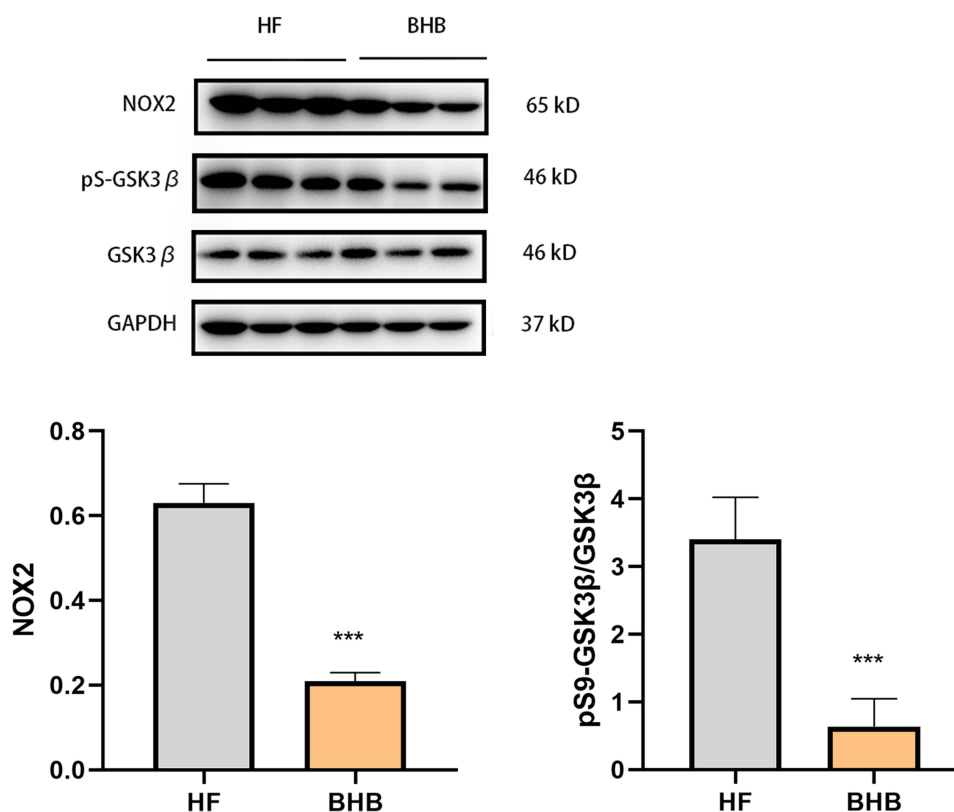 HF BHB
NOX2 65 kD
pS-GSK3β 46 kD
GSK3β 46 kD
GAPDH 37 kD
0.8
0.6
0.4
0.2
0.0
NOX2
***
HF BHB
5
4
3
2
1
0
pS9-GSK3β/GSK3β
***
HF BHB